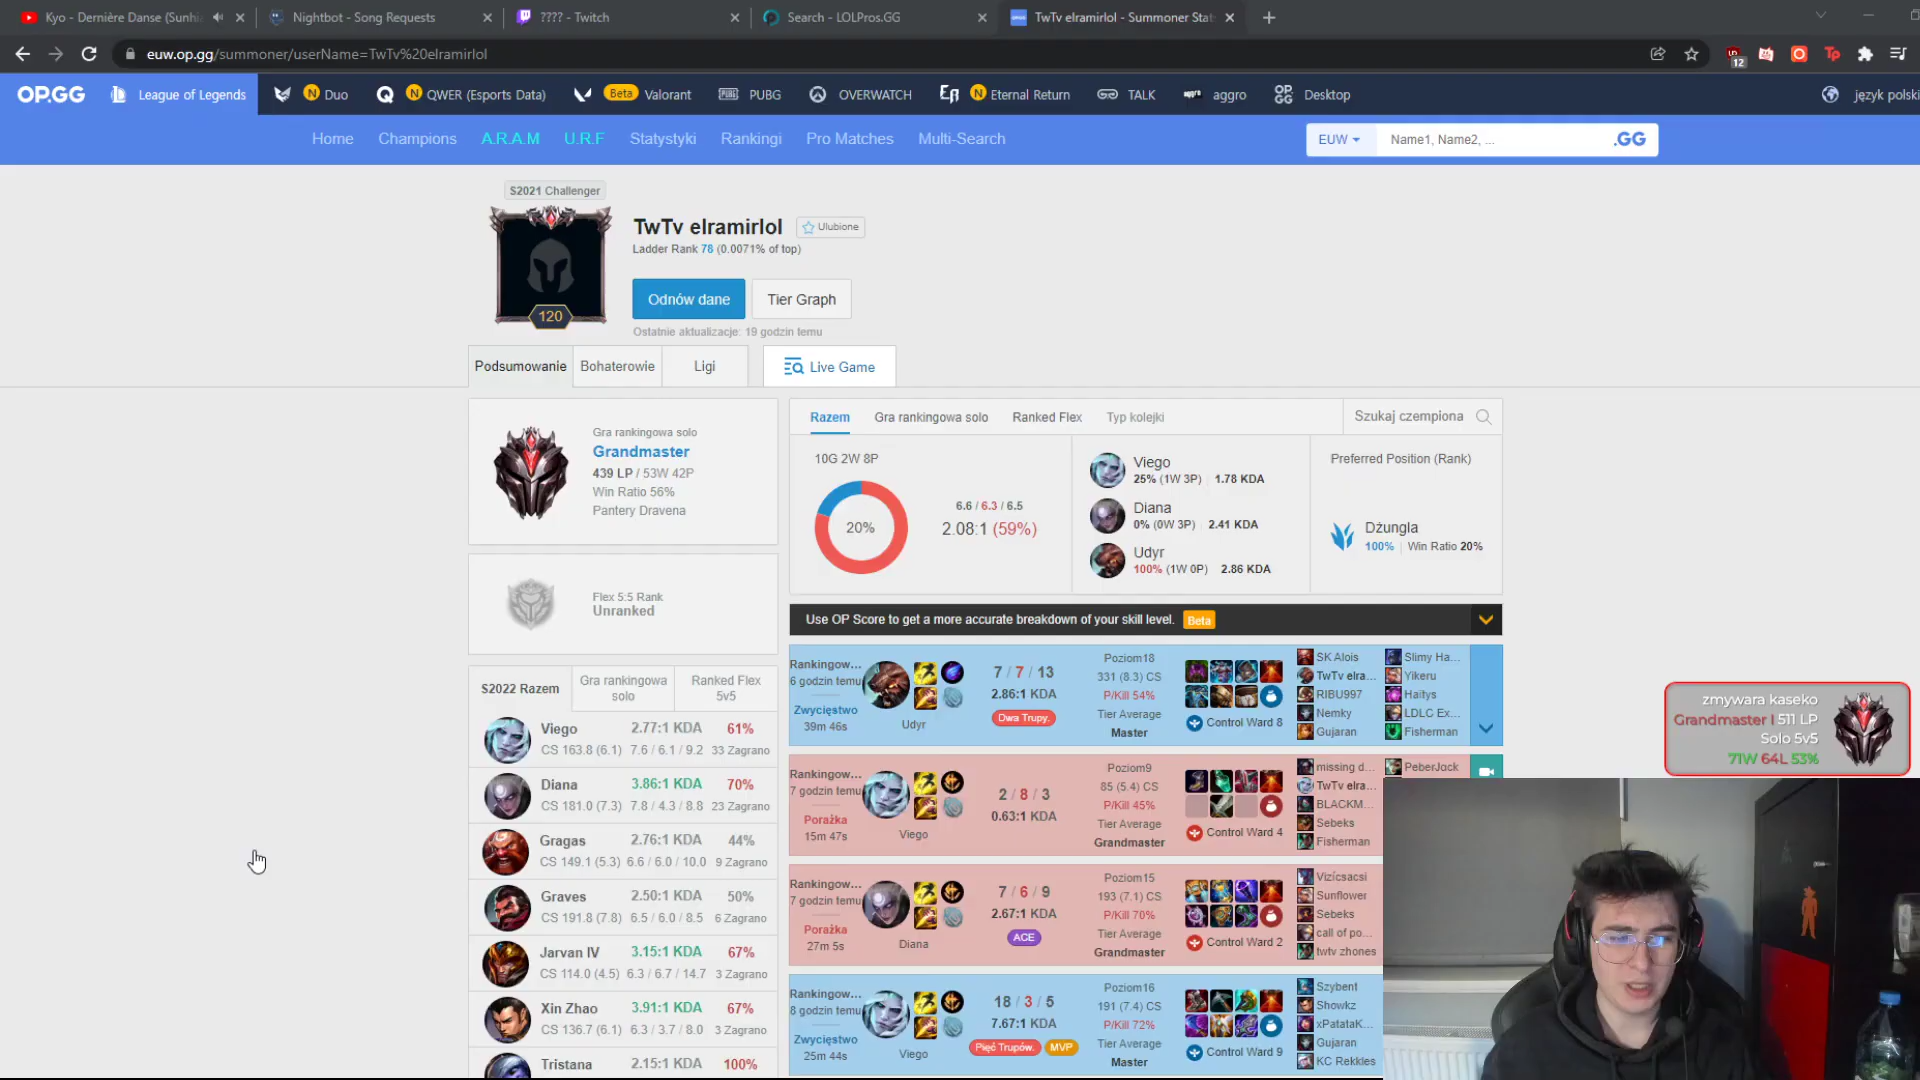 Kyo - Dernière Danse (Sunhi
Nightbot - Song Requests
???? - Twitch
Search - LOLPros.GG
TwTv elramirlol - Summoner Stat
euw.op.gg/summoner/userName=TwTv%20elramirlol
12
OP.GG
League of Legends
N Duo
N QWER (Esports Data)
Beta Valorant
PUBG
OVERWATCH
N Eternal Return
TALK
aggro
Desktop
język polski
Home
Champions
A.R.A.M
U.R.F
Statystyki
Rankingi
Pro Matches
Multi-Search
EUW
Name1, Name2, ...
.GG
S2021 Challenger
120
TwTv elramirlol
Ulubione
Ladder Rank 78 (0.0071% of top)
Odnów dane
Tier Graph
Ostatnie aktualizacje: 19 godzin temu
Podsumowanie
Bohaterowie
Ligi
Live Game
Gra rankingowa solo
Grandmaster
439 LP / 53W 42P
Win Ratio 56%
Pantery Dravena
Flex 5:5 Rank
Unranked
S2022 Razem
Gra rankingowa solo
Ranked Flex 5v5
Viego 2.77:1 KDA 61%
CS 163.8 (6.1) 7.6 / 6.1 / 9.2 33 Zagrano
Diana 3.86:1 KDA 70%
CS 181.0 (7.3) 7.8 / 4.3 / 8.8 23 Zagrano
Gragas 2.76:1 KDA 44%
CS 149.1 (5.3) 6.6 / 6.0 / 10.0 9 Zagrano
Graves 2.50:1 KDA 50%
CS 191.8 (7.8) 6.5 / 6.0 / 8.5 6 Zagrano
Jarvan IV 3.15:1 KDA 67%
CS 114.0 (4.5) 6.3 / 6.7 / 14.7 3 Zagrano
Xin Zhao 3.91:1 KDA 67%
CS 136.7 (6.1) 6.3 / 3.7 / 8.0 3 Zagrano
Tristana 2.15:1 KDA 100%
Razem
Gra rankingowa solo
Ranked Flex
Typ kolejki
Szukaj czempiona
10G 2W 8P
20%
6.6 / 6.3 / 6.5
2.08:1 (59%)
Viego
25% (1W 3P) 1.78 KDA
Diana
0% (0W 3P) 2.41 KDA
Udyr
100% (1W 0P) 2.86 KDA
Preferred Position (Rank)
Dżungla
100% Win Ratio 20%
Use OP Score to get a more accurate breakdown of your skill level. Beta
Rankingow...
6 godzin temu
Zwycięstwo
39m 46s
Udyr
7 / 7 / 13
2.86:1 KDA
Dwa Trupy.
Poziom18
331 (8.3) CS
P/Kill 54%
Tier Average
Master
Control Ward 8
SK Alois
TwTv elra...
RIBU997
Nemky
Gujaran
Slimy Ha...
Yikeru
Haitys
LDLC Ex...
Fisherman
Rankingow...
7 godzin temu
Porażka
15m 47s
Viego
2 / 8 / 3
0.63:1 KDA
Poziom9
85 (5.4) CS
P/Kill 45%
Tier Average
Grandmaster
Control Ward 4
missing d...
TwTv elra...
BLACKM...
Sebeks
Fisherman
PeberJock
Rankingow...
7 godzin temu
Porażka
27m 5s
Diana
7 / 6 / 9
2.67:1 KDA
ACE
Poziom15
193 (7.1) CS
P/Kill 70%
Tier Average
Grandmaster
Control Ward 2
Vizícsacsi
Sunflower
Sebeks
call of po...
twtv zhones
Rankingow...
8 godzin temu
Zwycięstwo
25m 44s
Viego
18 / 3 / 5
7.67:1 KDA
Pięć Trupów.
MVP
Poziom16
191 (7.4) CS
P/Kill 72%
Tier Average
Master
Control Ward 9
Szybent
Showkz
xPatataK...
Gujaran
KC Rekkles
zmywara kaseko
Grandmaster I 511 LP
Solo 5v5
71W 64L 53%